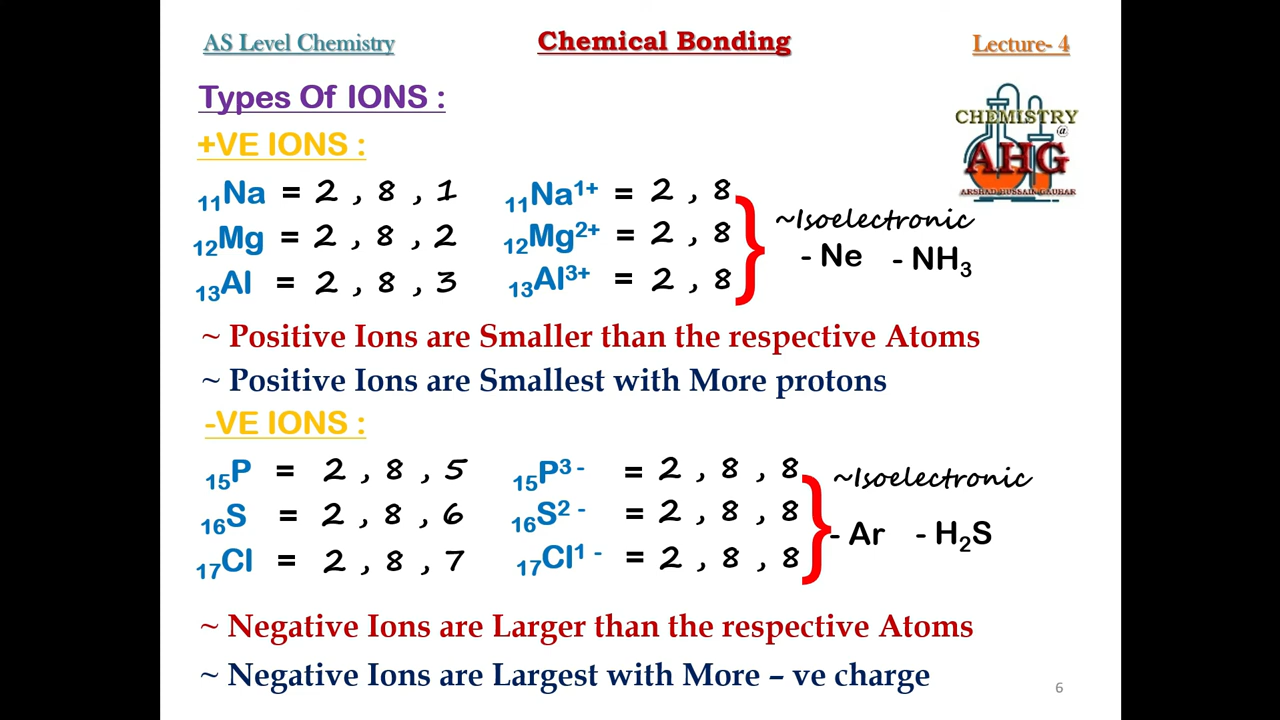 AS Level Chemistry Chemical Bonding Lecture- 4
Types Of IONS :
CHEMISTRY
@
AHG
ARSHAD HUSSAIN GAUHAR
+VE IONS :
₁₁Na = 2 , 8 , 1 ₁₁Na¹⁺ = 2 , 8
₁₂Mg = 2 , 8 , 2 ₁₂Mg²⁺ = 2 , 8
₁₃Al = 2 , 8 , 3 ₁₃Al³⁺ = 2 , 8
~Isoelectronic
- Ne - NH₃
~ Positive Ions are Smaller than the respective Atoms
~ Positive Ions are Smallest with More protons
-VE IONS :
₁₅P = 2 , 8 , 5 ₁₅P³⁻ = 2 , 8 , 8
₁₆S = 2 , 8 , 6 ₁₆S²⁻ = 2 , 8 , 8
₁₇Cl = 2 , 8 , 7 ₁₇Cl¹⁻ = 2 , 8 , 8
~Isoelectronic
- Ar - H₂S
~ Negative Ions are Larger than the respective Atoms
~ Negative Ions are Largest with More – ve charge
6